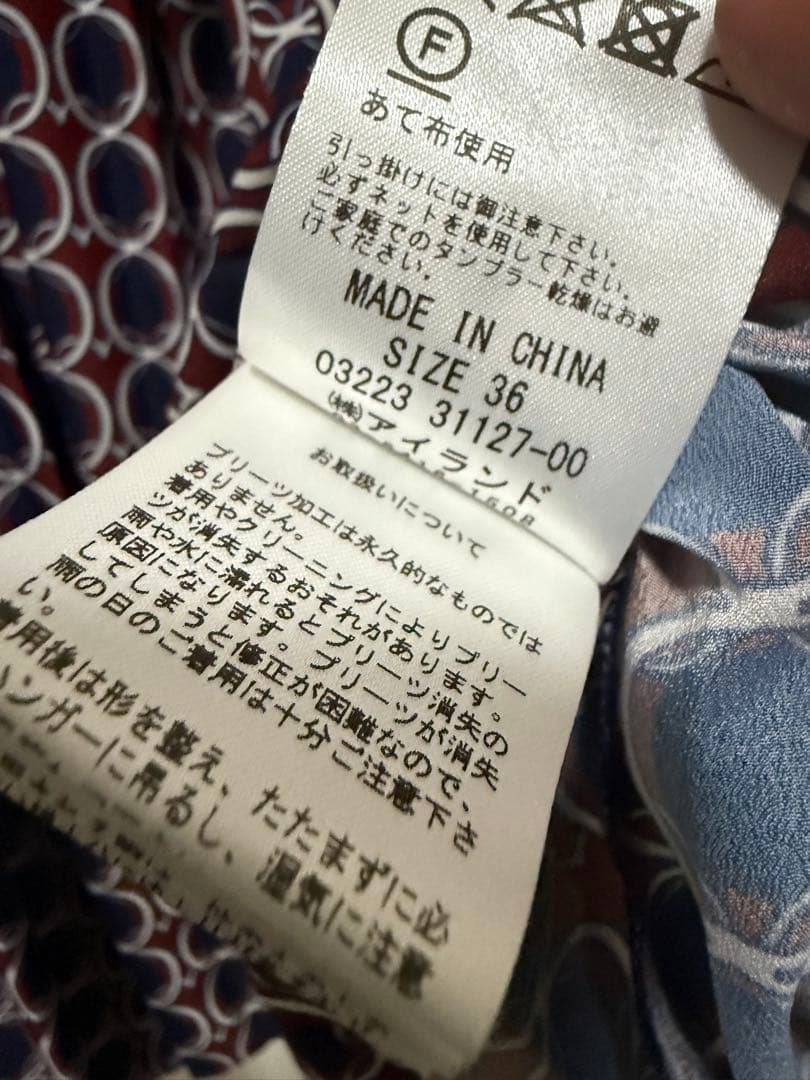 F
あて布使用
引っ掛けには御注意下さい。
必ずネットを使用して下さい。
ご家庭でのタンブラー乾燥はお避
けください。
MADE IN CHINA
SIZE 36
03223 31127-00
(株)アイランド
お取扱いについて
プリーツ加工は永久的なものでは
ありません。
着用やクリーニングによりプリー
ツが消失するおそれがあります。
雨や水に濡れるとプリーツ消失の
原因になります。プリーツが消失
してしまうと修正が困難なので、
雨の日のご着用は十分ご注意下さ
い。
着用後は形を整え、たたまずに必
ハンガーに吊るし、湿気に注意